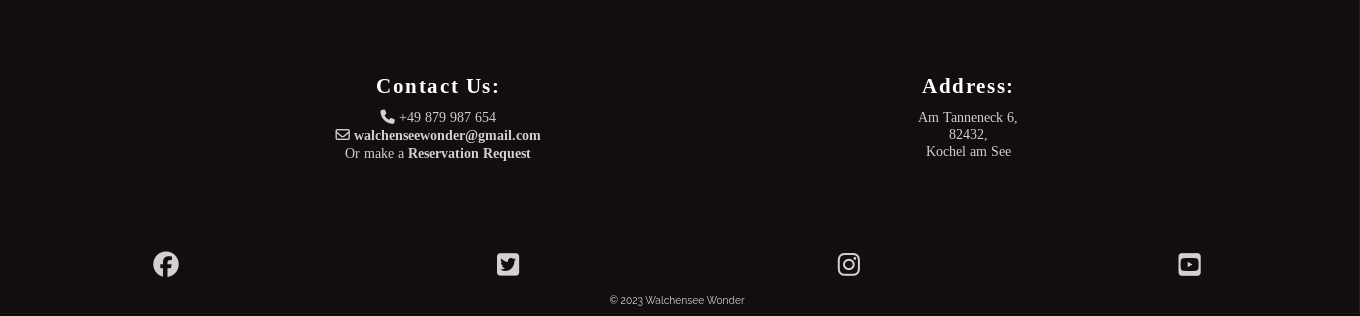 Contact Us:
+49 879 987 654
walchenseewonder@gmail.com
Or make a Reservation Request
Address:
Am Tanneneck 6,
82432,
Kochel am See
© 2023 Walchensee Wonder